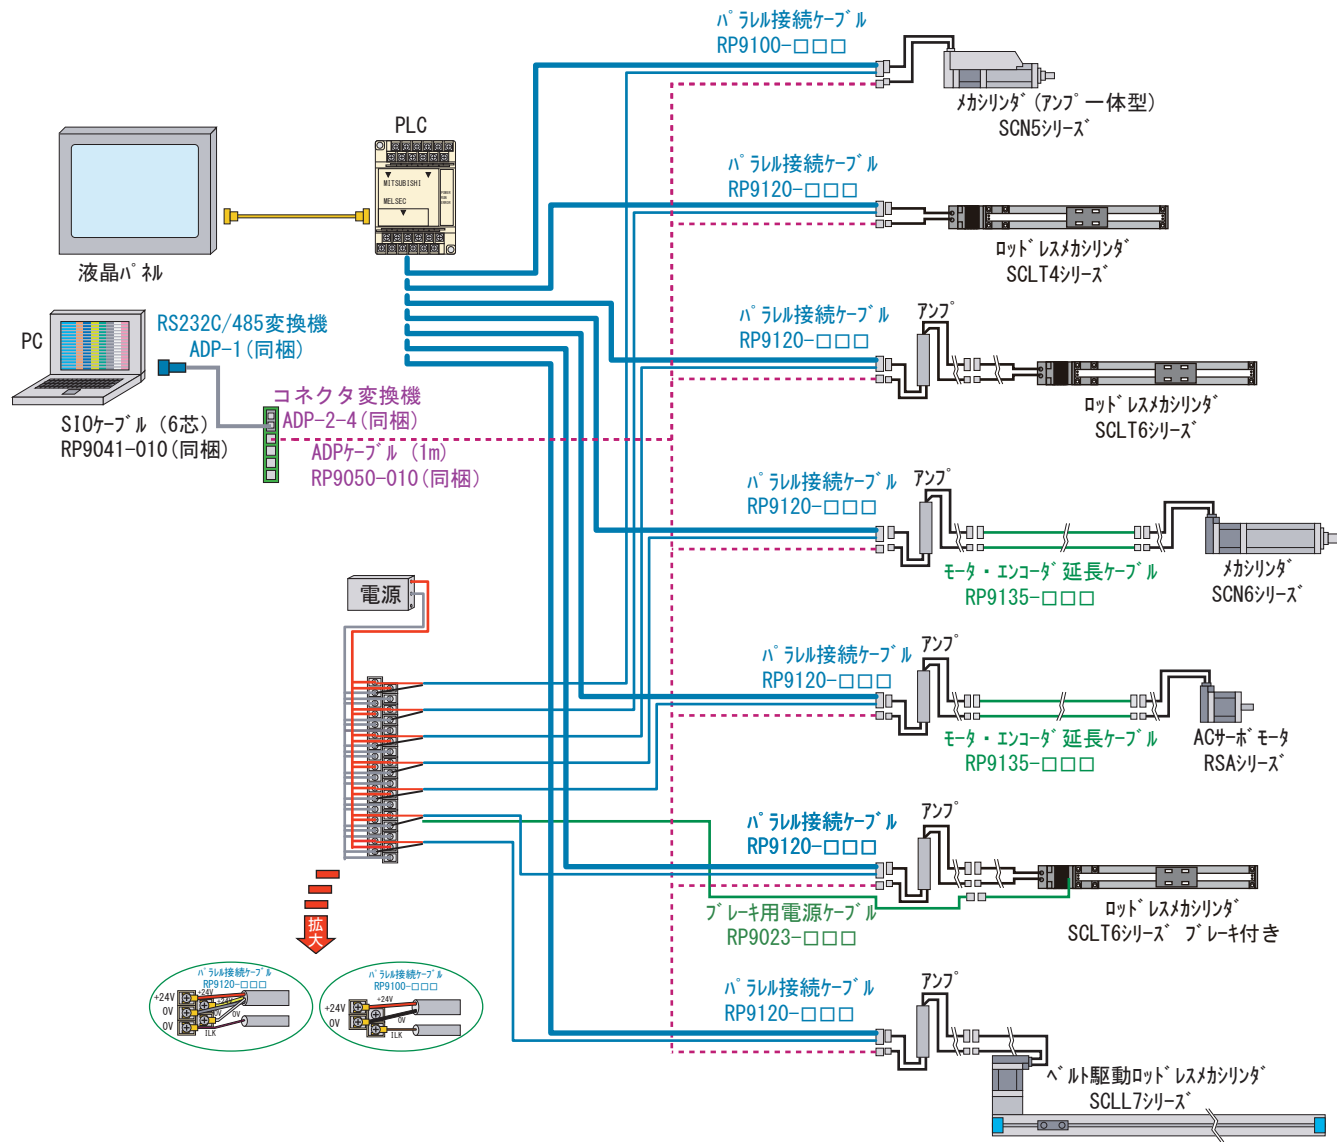 パラレル接続ケーブル
RP9100-□□□
メカシリンダ(アンプ一体型)
SCN5シリーズ
PLC
MITSUBISHI
MELSEC
液晶パネル
パラレル接続ケーブル
RP9120-□□□
ロッドレスメカシリンダ
SCLT4シリーズ
PC
RS232C/485変換機
ADP-1(同梱)
SIOケーブル (6芯)
RP9041-010(同梱)
コネクタ変換機
ADP-2-4(同梱)
ADPケーブル (1m)
RP9050-010(同梱)
パラレル接続ケーブル
RP9120-□□□
アンプ
ロッドレスメカシリンダ
SCLT6シリーズ
パラレル接続ケーブル
RP9120-□□□
アンプ
モータ・エンコーダ延長ケーブル
RP9135-□□□
メカシリンダ
SCN6シリーズ
電源
パラレル接続ケーブル
RP9120-□□□
アンプ
モータ・エンコーダ延長ケーブル
RP9135-□□□
ACサーボモータ
RSAシリーズ
パラレル接続ケーブル
RP9120-□□□
アンプ
ブレーキ用電源ケーブル
RP9023-□□□
ロッドレスメカシリンダ
SCLT6シリーズ ブレーキ付き
拡大
パラレル接続ケーブル
RP9120-□□□
+24V
0V
0V
+24V
+24V
0V
0V
ILK
パラレル接続ケーブル
RP9100-□□□
+24V
0V
+24V
0V
ILK
パラレル接続ケーブル
RP9120-□□□
アンプ
ベルト駆動ロッドレスメカシリンダ
SCLL7シリーズ